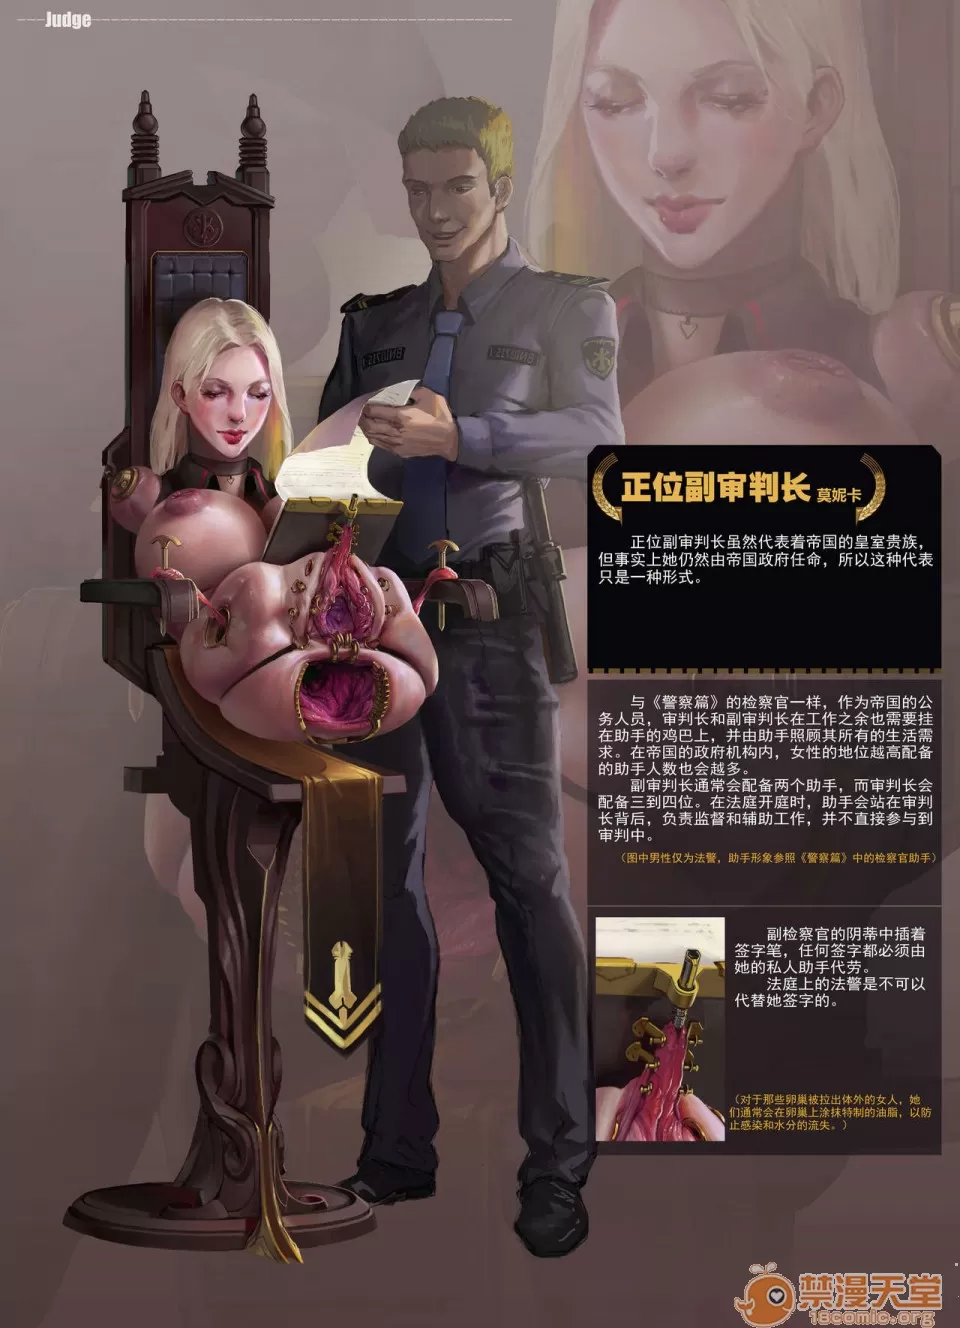 Judge
正位副审判长 莫妮卡
正位副审判长虽然代表着帝国的皇室贵族，
但事实上她仍然由帝国政府任命，所以这种代表
只是一种形式。
与《警察篇》的检察官一样，作为帝国的公
务人员，审判长和副审判长在工作之余也需要挂
在助手的鸡巴上，并由助手照顾其所有的生活需
求。在帝国的政府机构内，女性的地位越高配备
的助手人数也会越多。
副审判长通常会配备两个助手，而审判长会
配备三到四位。在法庭开庭时，助手会站在审判
长背后，负责监督和辅助工作，并不直接参与到
审判中。
（图中男性仅为法警，助手形象参照《警察篇》中的检察官助手）
副检察官的阴蒂中插着
签字笔，任何签字都必须由
她的私人助手代劳。
法庭上的法警是不可以
代替她签字的。
（对于那些卵巢被拉出体外的女人，她
们通常会在卵巢上涂抹特制的油脂，以防
止感染和水分的流失。）
禁漫天堂
18comic.org